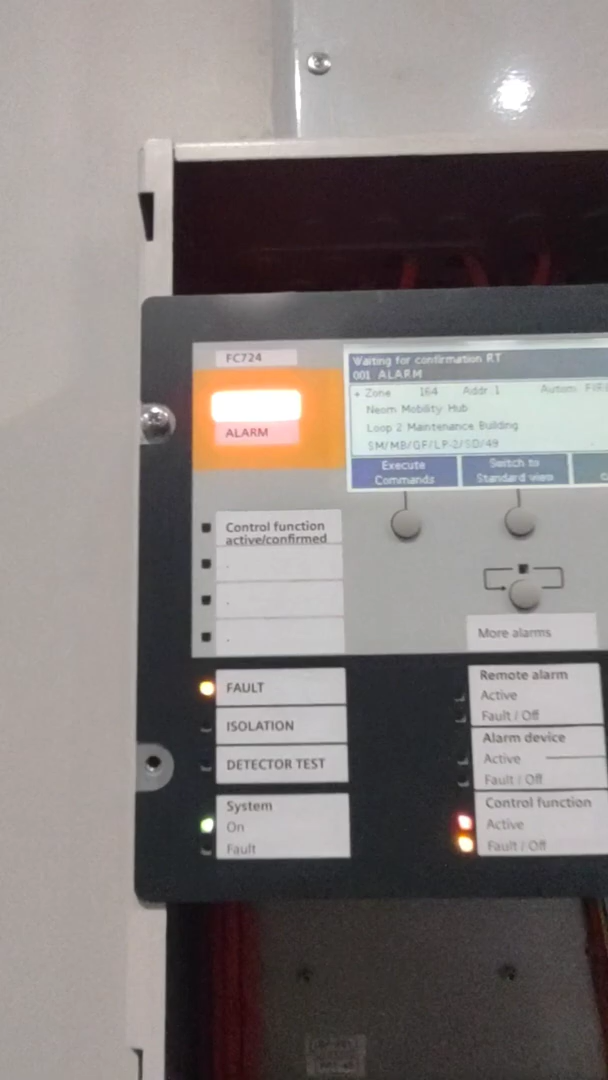 FC724
ALARM
Waiting for confirmation RT
001 ALARM
+ Zone 164 Addr 1 Autom. FIRE
Neom Mobility Hub
Loop 2 Maintenance Building
SM/MB/GF/LP-2/SD/49
Execute
Commands
Switch to
Standard view
Control function
active/confirmed
More alarms
FAULT
ISOLATION
DETECTOR TEST
System
On
Fault
Remote alarm
Active
Fault / Off
Alarm device
Active
Fault / Off
Control function
Active
Fault / Off